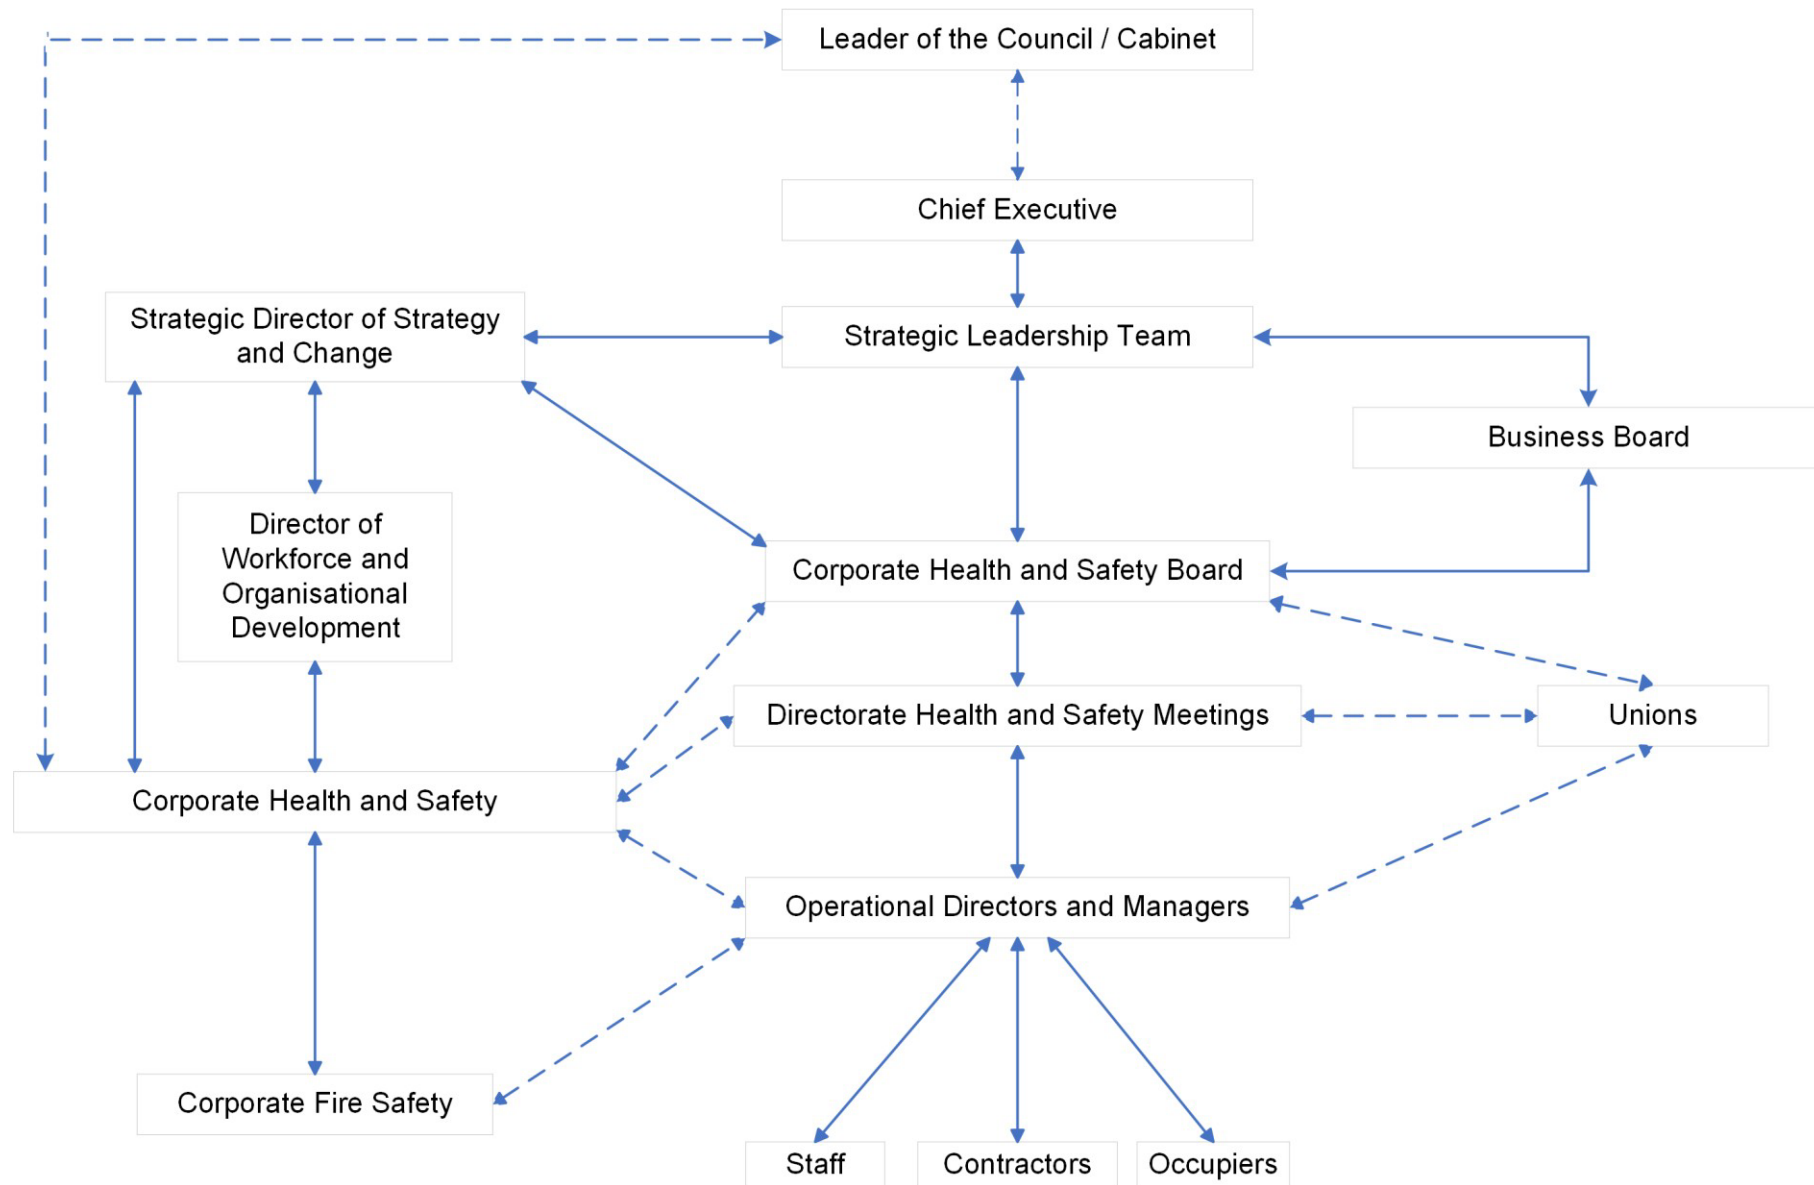 Leader of the Council / Cabinet
Chief Executive
Strategic Director of Strategy
and Change
Strategic Leadership Team
Business Board
Director of
Workforce and
Organisational
Development
Corporate Health and Safety Board
Directorate Health and Safety Meetings
Unions
Corporate Health and Safety
Operational Directors and Managers
Corporate Fire Safety
Staff
Contractors
Occupiers